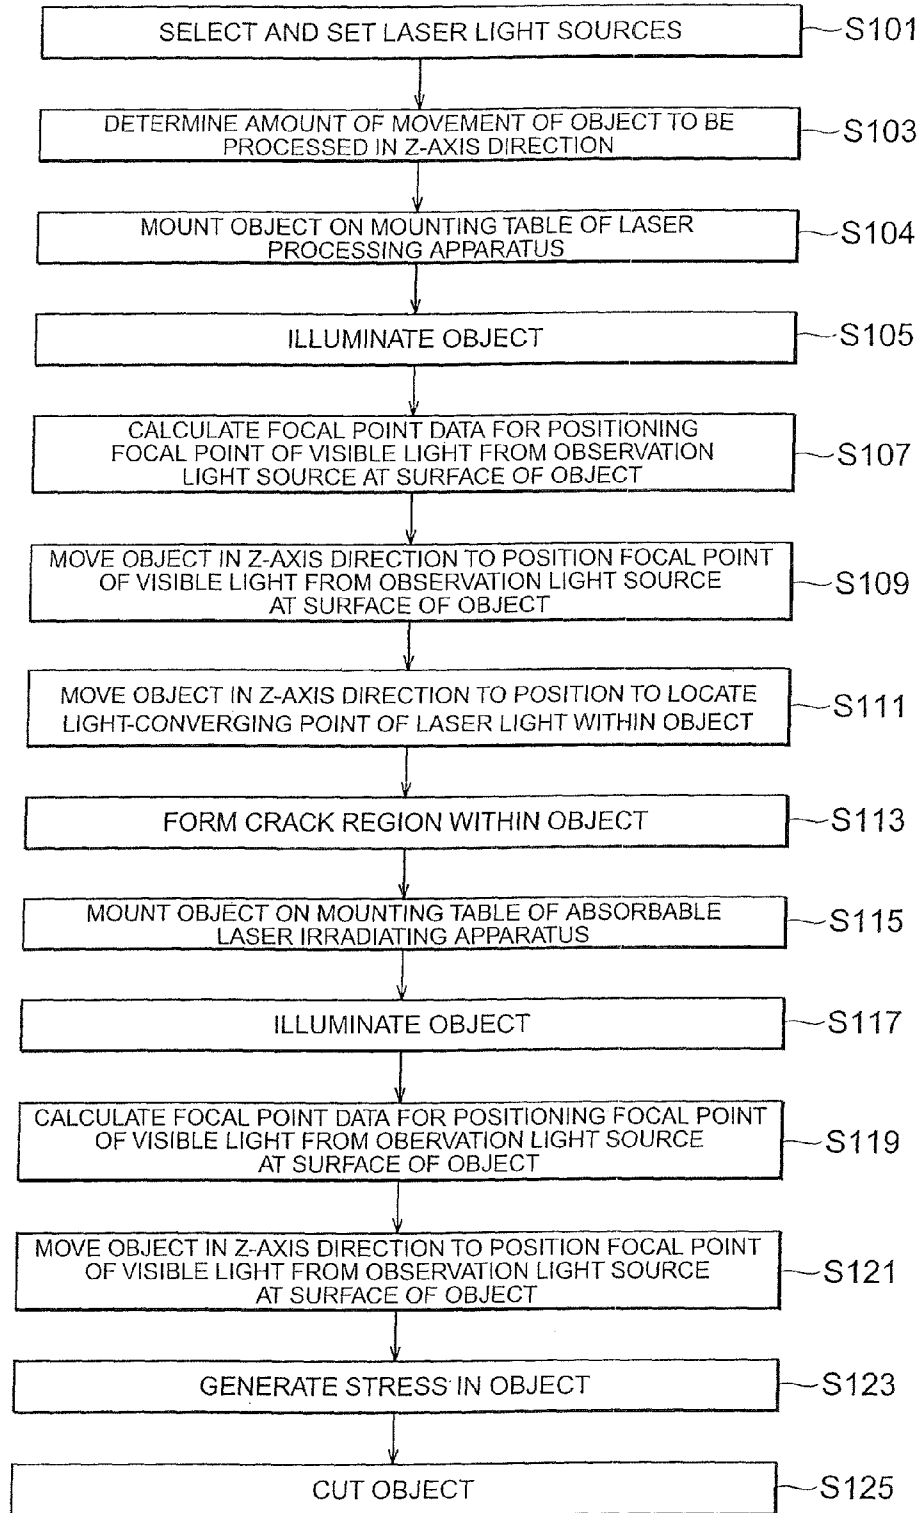 SELECT AND SET LASER LIGHT SOURCES
S101
DETERMINE AMOUNT OF MOVEMENT OF OBJECT TO BE
PROCESSED IN Z-AXIS DIRECTION
S103
MOUNT OBJECT ON MOUNTING TABLE OF LASER
PROCESSING APPARATUS
S104
ILLUMINATE OBJECT
S105
CALCULATE FOCAL POINT DATA FOR POSITIONING
FOCAL POINT OF VISIBLE LIGHT FROM OBSERVATION
LIGHT SOURCE AT SURFACE OF OBJECT
S107
MOVE OBJECT IN Z-AXIS DIRECTION TO POSITION FOCAL POINT
OF VISIBLE LIGHT FROM OBSERVATION LIGHT SOURCE
AT SURFACE OF OBJECT
S109
MOVE OBJECT IN Z-AXIS DIRECTION TO POSITION TO LOCATE
LIGHT-CONVERGING POINT OF LASER LIGHT WITHIN OBJECT
S111
FORM CRACK REGION WITHIN OBJECT
S113
MOUNT OBJECT ON MOUNTING TABLE OF ABSORBABLE
LASER IRRADIATING APPARATUS
S115
ILLUMINATE OBJECT
S117
CALCULATE FOCAL POINT DATA FOR POSITIONING FOCAL POINT
OF VISIBLE LIGHT FROM OBERVATION LIGHT SOURCE
AT SURFACE OF OBJECT
S119
MOVE OBJECT IN Z-AXIS DIRECTION TO POSITION FOCAL POINT
OF VISIBLE LIGHT FROM OBSERVATION LIGHT SOURCE
AT SURFACE OF OBJECT
S121
GENERATE STRESS IN OBJECT
S123
CUT OBJECT
S125